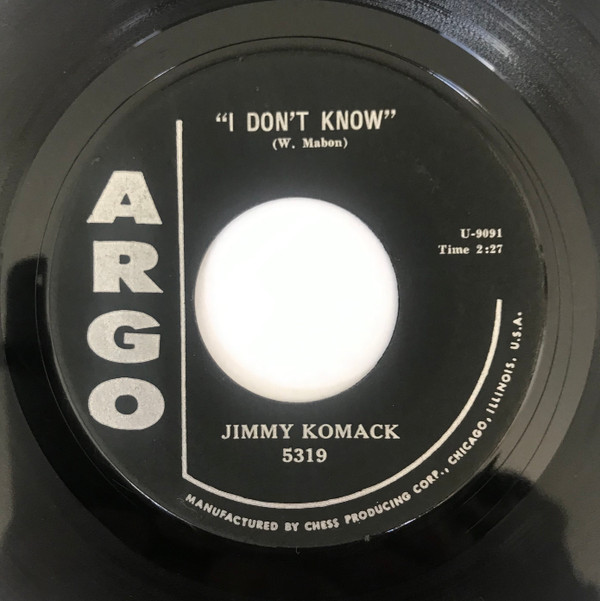 "I DON'T KNOW"
(W. Mabon)
ARGO
U-9091
Time 2:27
JIMMY KOMACK
5319
MANUFACTURED BY CHESS PRODUCING CORP., CHICAGO, ILLINOIS, U.S.A.